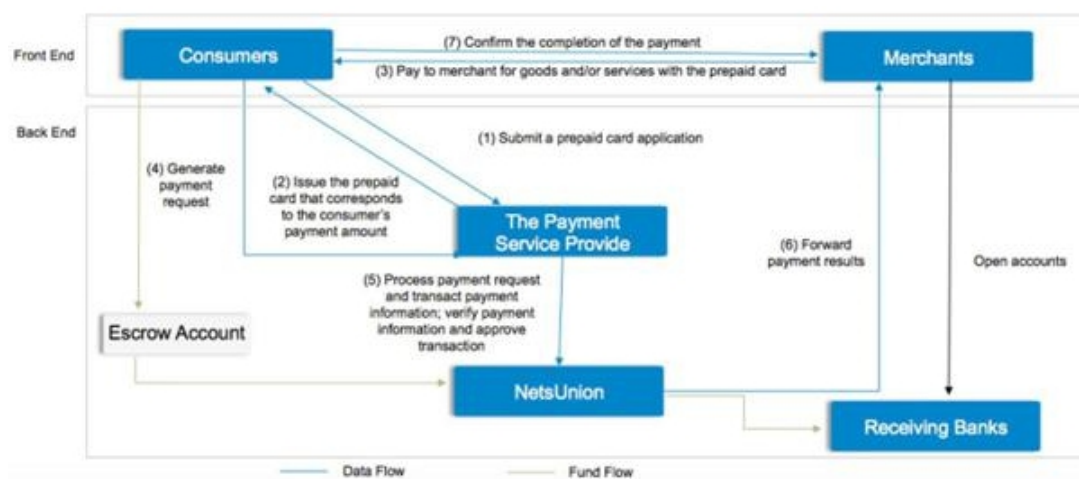 Front End
Consumers
(7) Confirm the completion of the payment
(3) Pay to merchant for goods and/or services with the prepaid card
Merchants
Back End
(1) Submit a prepaid card application
(4) Generate
payment
request
(2) Issue the prepaid
card that corresponds
to the consumer's
payment amount
The Payment
Service Provide
(6) Forward
payment results
Open accounts
(5) Process payment request
and transact payment
information; verify payment
information and approve
transaction
Escrow Account
NetsUnion
Receiving Banks
Data Flow
Fund Flow